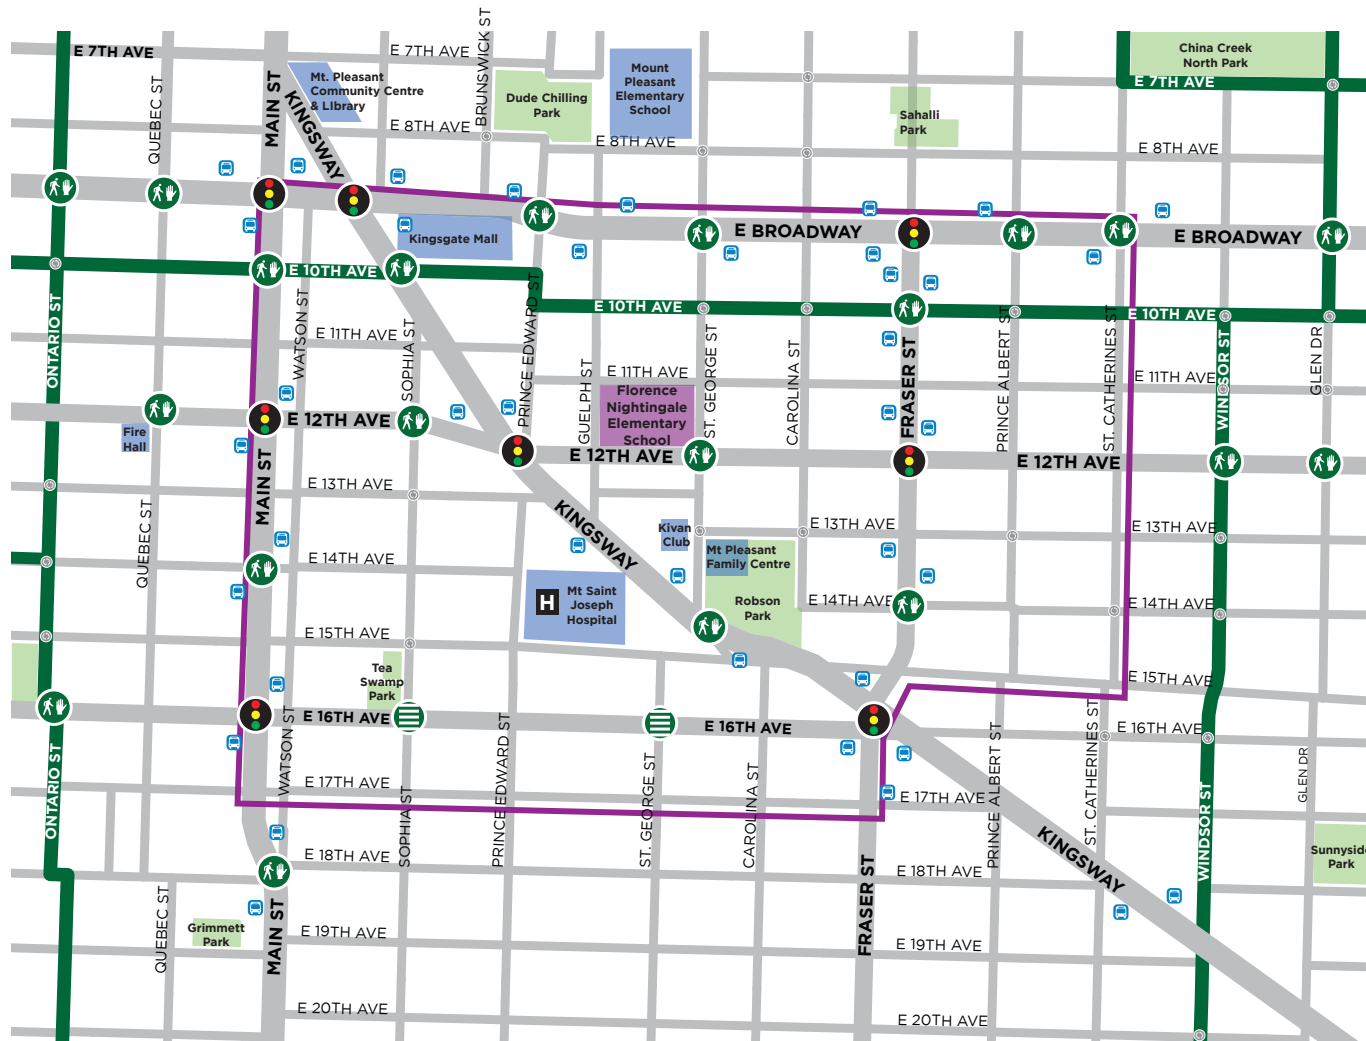 BRUNSWICK ST
E 7TH AVE
E 7TH AVE
China Creek
North Park
E 7TH AVE
QUEBEC ST
MAIN ST
KINGSWAY
Mt. Pleasant
Community Centre
& LIbrary
Dude Chilling
Park
Mount
Pleasant
Elementary
School
Sahalli
Park
E 8TH AVE
E 8TH AVE
E 8TH AVE
Kingsgate Mall
E BROADWAY
E BROADWAY
E 10TH AVE
E 10TH AVE
E 10TH AVE
ONTARIO ST
WATSON ST
SOPHIA ST
PRINCE EDWARD ST
GUELPH ST
ST. GEORGE ST
CAROLINA ST
FRASER ST
PRINCE ALBERT ST
ST. CATHERINES ST
WINDSOR ST
GLEN DR
E 11TH AVE
E 11TH AVE
E 11TH AVE
Florence
Nightingale
Elementary
School
Fire
Hall
E 12TH AVE
E 12TH AVE
E 12TH AVE
MAIN ST
E 13TH AVE
E 13TH AVE
E 13TH AVE
KINGSWAY
Kivan
Club
Mt Pleasant
Family Centre
QUEBEC ST
E 14TH AVE
E 14TH AVE
E 14TH AVE
H
Mt Saint
Joseph
Hospital
Robson
Park
E 15TH AVE
E 15TH AVE
Tea
Swamp
Park
E 16TH AVE
E 16TH AVE
E 16TH AVE
WATSON ST
SOPHIA ST
PRINCE EDWARD ST
ST. GEORGE ST
CAROLINA ST
PRINCE ALBERT ST
ST. CATHERINES ST
WINDSOR ST
GLEN DR
ONTARIO ST
E 17TH AVE
E 17TH AVE
KINGSWAY
Sunnyside
Park
E 18TH AVE
E 18TH AVE
QUEBEC ST
Grimmett
Park
MAIN ST
FRASER ST
E 19TH AVE
E 19TH AVE
E 20TH AVE
E 20TH AVE